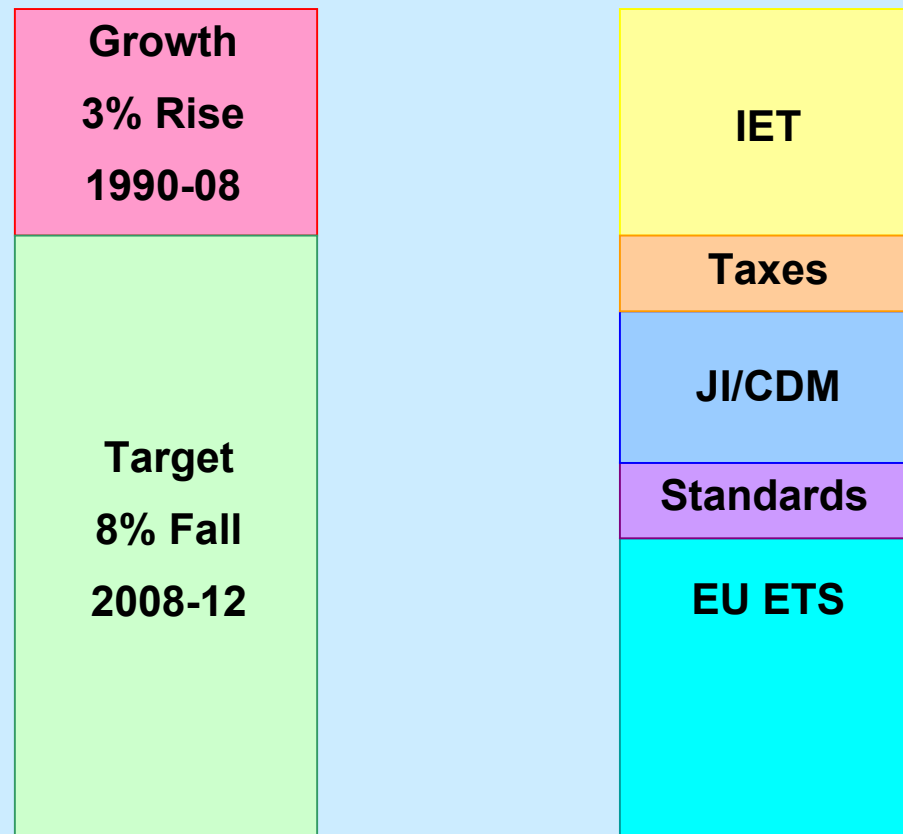 Growth
3% Rise
1990-08
Target
8% Fall
2008-12
IET
Taxes
JI/CDM
Standards
EU ETS